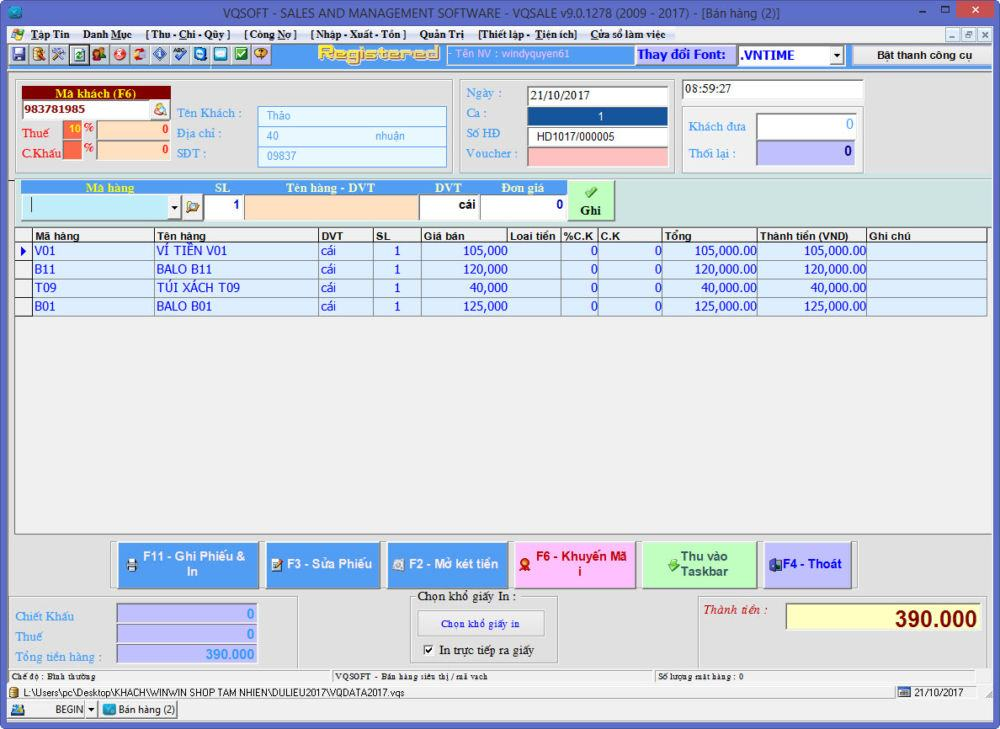 VQSOFT - SALES AND MANAGEMENT SOFTWARE - VQSALE v9.0.1278 (2009 - 2017) - [Bán hàng (2)]
Tập Tin Danh Mục [ Thu - Chi - Qũy ] [ Công Nợ ] [ Nhập - Xuất - Tồn ] Quản Trị [Thiết lập - Tiện ích] Cửa sổ làm việc
Registered - Tên NV : windyquyen61 Thay đổi Font: .VNTIME Bật thanh công cụ
Mã khách (F6)
983781985
Thuế 10 % 0
C.Khấu % 0
Tên Khách : Thảo
Địa chỉ : 40 nhuận
SĐT : 09837
Ngày : 21/10/2017
Ca : 1
Số HĐ HD1017/000005
Voucher :
08:59:27
Khách đưa 0
Thối lại : 0
Mã hàng SL Tên hàng - DVT DVT Đơn giá
1 cái 0 Ghi
Mã hàng Tên hàng DVT SL Giá bán Loai tiền %C.K C.K Tổng Thành tiền (VND) Ghi chú
V01 VÍ TIỀN V01 cái 1 105,000 0 0 105,000.00 105,000.00
B11 BALO B11 cái 1 120,000 0 0 120,000.00 120,000.00
T09 TÚI XÁCH T09 cái 1 40,000 0 0 40,000.00 40,000.00
B01 BALO B01 cái 1 125,000 0 0 125,000.00 125,000.00
F11 - Ghi Phiếu & In
F3 - Sửa Phiếu
F2 - Mở két tiền
F6 - Khuyến Mãi
Thu vào Taskbar
F4 - Thoát
Chiết Khấu 0
Thuế 0
Tổng tiền hàng : 390.000
Chọn khổ giấy In :
Chọn khổ giấy in
In trực tiếp ra giấy
Thành tiền : 390.000
Chế độ : Bình thường VQSOFT - Bán hàng siêu thị / mã vạch Số lượng mặt hàng : 0
L:\Users\pc\Desktop\KHACH\WINWIN SHOP TAM NHIEN\DULIEU2017\VQDATA2017.vqs 21/10/2017
BEGIN Bán hàng (2)